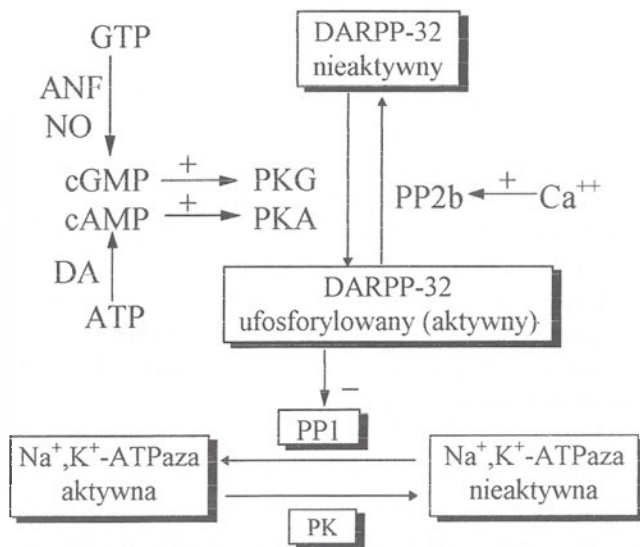 GTP
ANF
NO
cGMP + PKG
cAMP + PKA
DA
ATP
DARPP-32
nieaktywny
PP2b + Ca⁺⁺
DARPP-32
ufosforylowany (aktywny)
−
PP1
Na⁺,K⁺-ATPaza
aktywna
Na⁺,K⁺-ATPaza
nieaktywna
PK